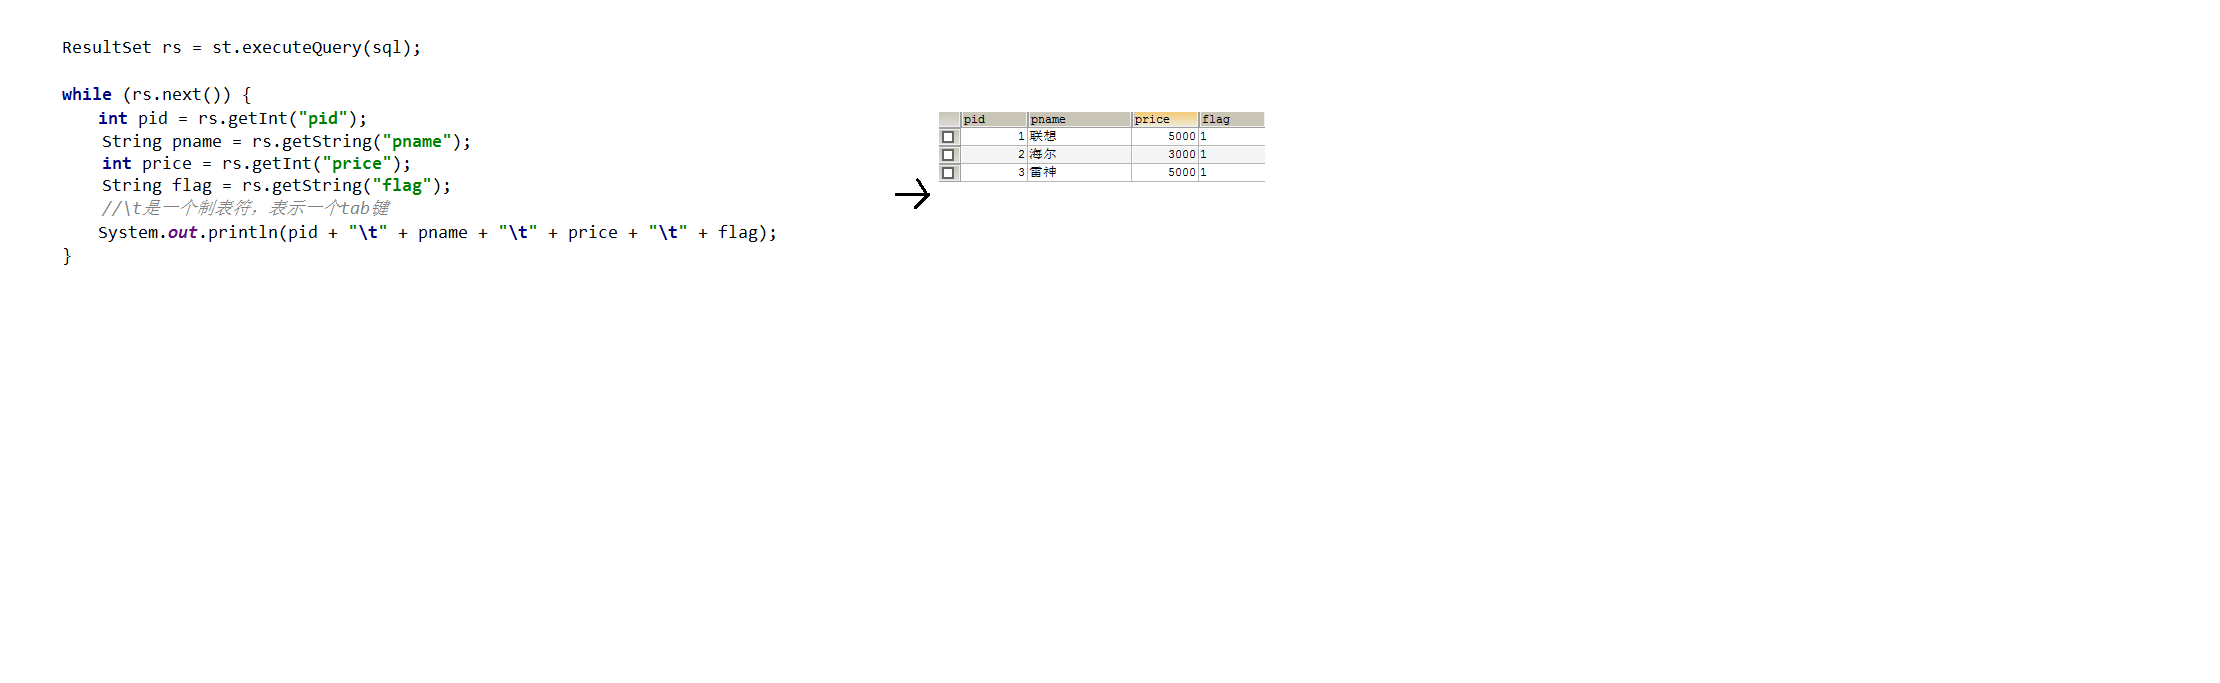 ResultSet rs = st.executeQuery(sql);
while (rs.next()) {
int pid = rs.getInt("pid");
String pname = rs.getString("pname");
int price = rs.getInt("price");
String flag = rs.getString("flag");
//\t是一个制表符，表示一个tab键
System.out.println(pid + "\t" + pname + "\t" + price + "\t" + flag);
}
pid pname price flag
1 联想 5000 1
2 海尔 3000 1
3 雷神 5000 1